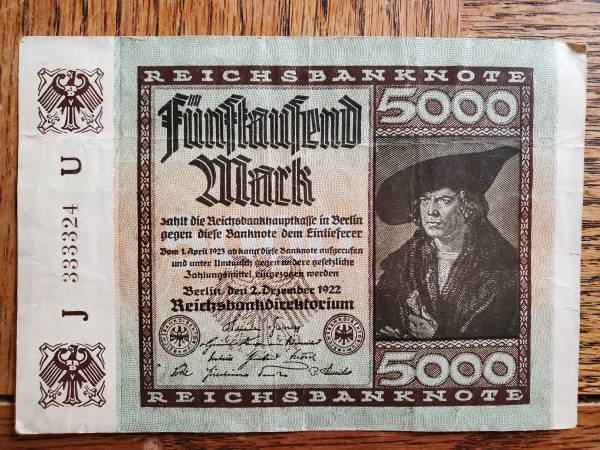 REICHSBANKNOTE
5000
Fünftausend
Mark
zahlt die Reichsbankhauptkasse in Berlin
gegen diese Banknote dem Einlieferer
Vom 1. April 1923 ab kann diese Banknote aufgerufen
und unter Umtausch gegen andere gesetzliche
Zahlungsmittel eingezogen werden
Berlin, den 2. Dezember 1922
Reichsbankdirektorium
5000
REICHSBANKNOTE
J 333324 U